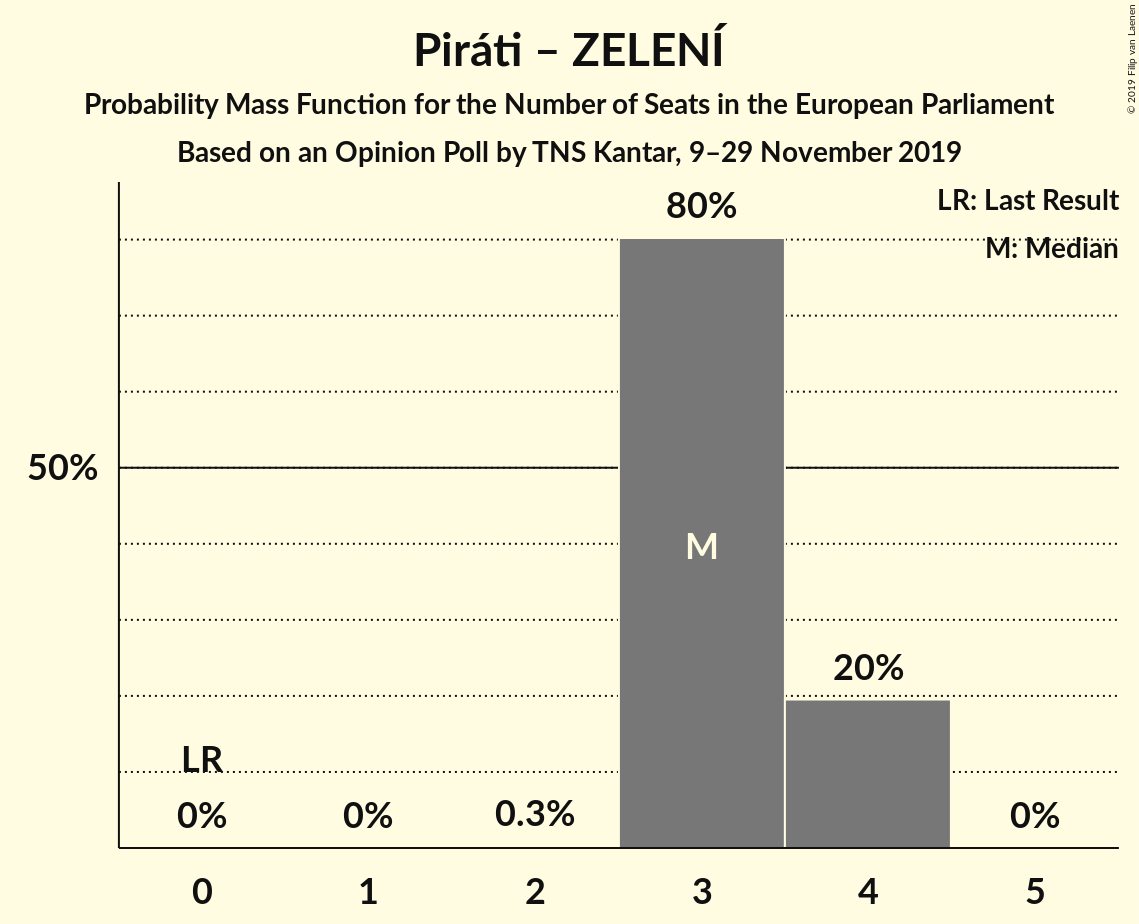 Piráti – ZELENÍ
Probability Mass Function for the Number of Seats in the European Parliament
Based on an Opinion Poll by TNS Kantar, 9–29 November 2019
© 2019 Filip van Laenen
LR: Last Result
M: Median
80%
50%
M
20%
LR
0%
0%
0.3%
0%
0
1
2
3
4
5